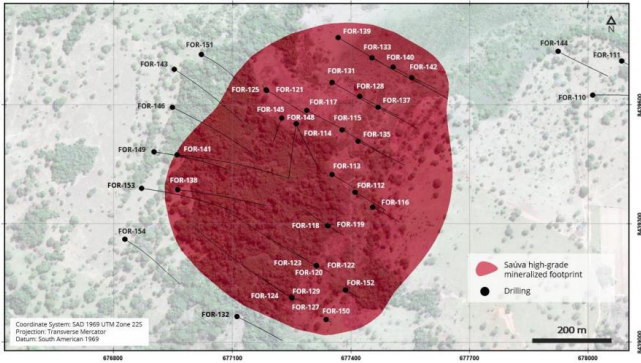 FOR-139
FOR-151
FOR-133
FOR-144
FOR-111
FOR-143
FOR-140
FOR-142
FOR-131
FOR-125
FOR-121
FOR-128
FOR-110
FOR-146
FOR-117
FOR-137
FOR-145
FOR-148
FOR-115
FOR-114
FOR-135
FOR-149
FOR-141
FOR-113
FOR-138
FOR-153
FOR-112
FOR-116
FOR-118
FOR-119
FOR-154
FOR-123
FOR-122
FOR-120
FOR-152
FOR-129
FOR-124
FOR-127
FOR-132
FOR-150
N
Saúva high-grade
mineralized footprint
Drilling
200 m
Coordinate System: SAD 1969 UTM Zone 22S
Projection: Transverse Mercator
Datum: South American 1969
676800
677100
677400
677700
678000